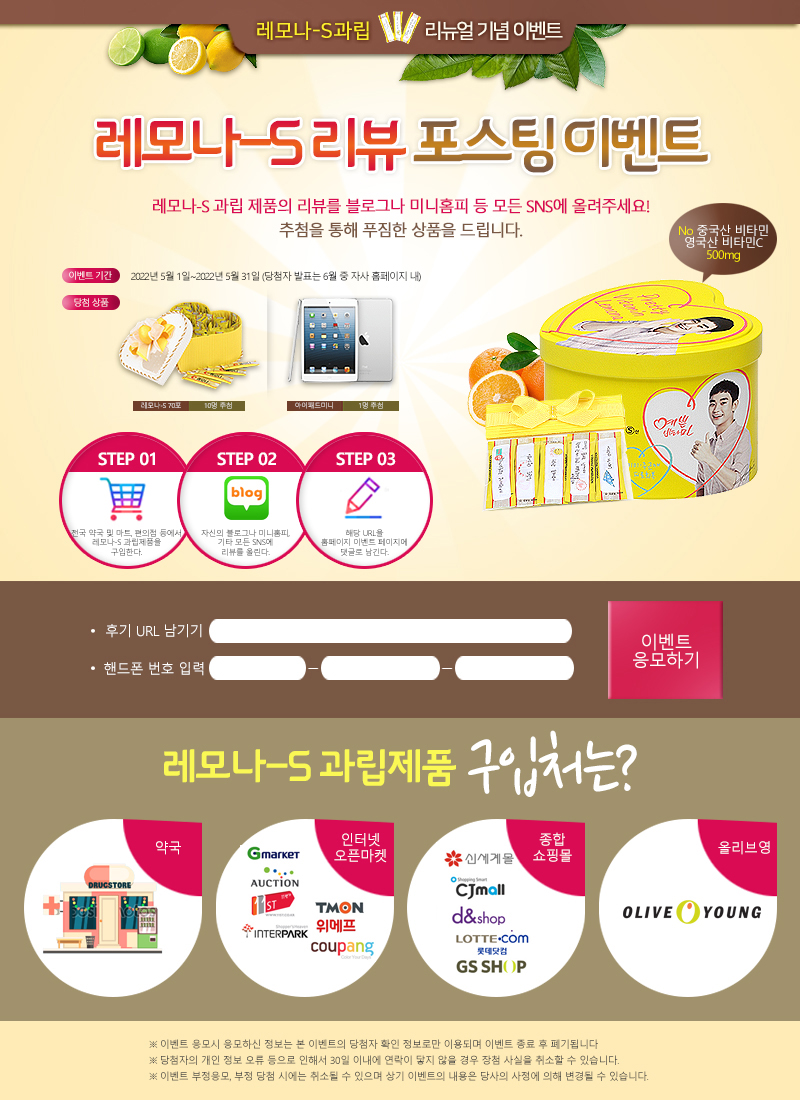 레모나-S과립 리뉴얼 기념 이벤트
레모나-S 리뷰 포스팅 이벤트
레모나-S 과립 제품의 리뷰를 블로그나 미니홈피 등 모든 SNS에 올려주세요!
추첨을 통해 푸짐한 상품을 드립니다.
No 중국산 비타민
영국산 비타민C
500mg
이벤트 기간 2022년 5월 1일~2022년 5월 31일 (당첨자 발표는 6월 중 자사 홈페이지 내)
당첨 상품
레모나-S 70포 10명 추첨
아이패드미니 1명 추첨
Pretty
Vitamin
Lemona
예쁜
비타민
STEP 01
전국 약국 및 마트, 편의점 등에서
레모나-S 과립제품을
구입한다.
STEP 02
blog
자신의 블로그나 미니홈피,
기타 모든 SNS에
리뷰를 올린다.
STEP 03
해당 URL을
홈페이지 이벤트 페이지에
댓글로 남긴다.
• 후기 URL 남기기
• 핸드폰 번호 입력
이벤트
응모하기
레모나-S 과립제품 구입처는?
약국
DRUGSTORE
인터넷
오픈마켓
Gmarket
AUCTION
11ST
INTERPARK
TMON
위메프
coupang
종합
쇼핑몰
신세계몰
Shopping Smart
CJmall
d&shop
LOTTE.COM
롯데닷컴
GS SHOP
올리브영
OLIVE YOUNG
※ 이벤트 응모시 응모하신 정보는 본 이벤트의 당첨자 확인 정보로만 이용되며 이벤트 종료 후 폐기됩니다
※ 당첨자의 개인 정보 오류 등으로 인해서 30일 이내에 연락이 닿지 않을 경우 장첨 사실을 취소할 수 있습니다.
※ 이벤트 부정응모, 부정 당첨 시에는 취소될 수 있으며 상기 이벤트의 내용은 당사의 사정에 의해 변경될 수 있습니다.